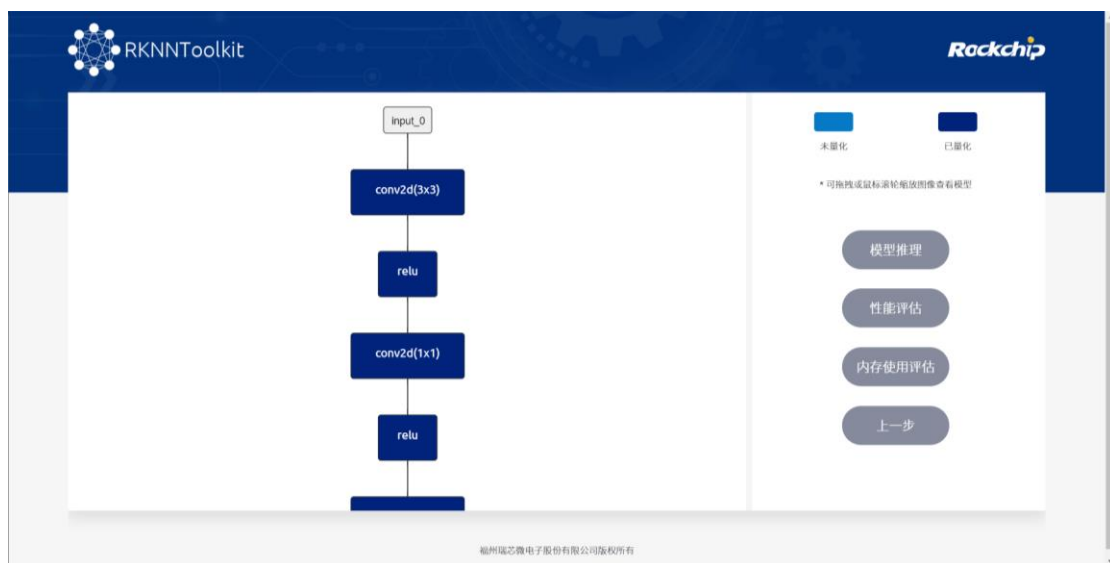 RKNNToolkit
Rockchip
input_0
conv2d(3x3)
relu
conv2d(1x1)
relu
未量化
已量化
* 可拖拽或鼠标滚轮缩放图像查看模型
模型推理
性能评估
内存使用评估
上一步
福州瑞芯微电子股份有限公司版权所有